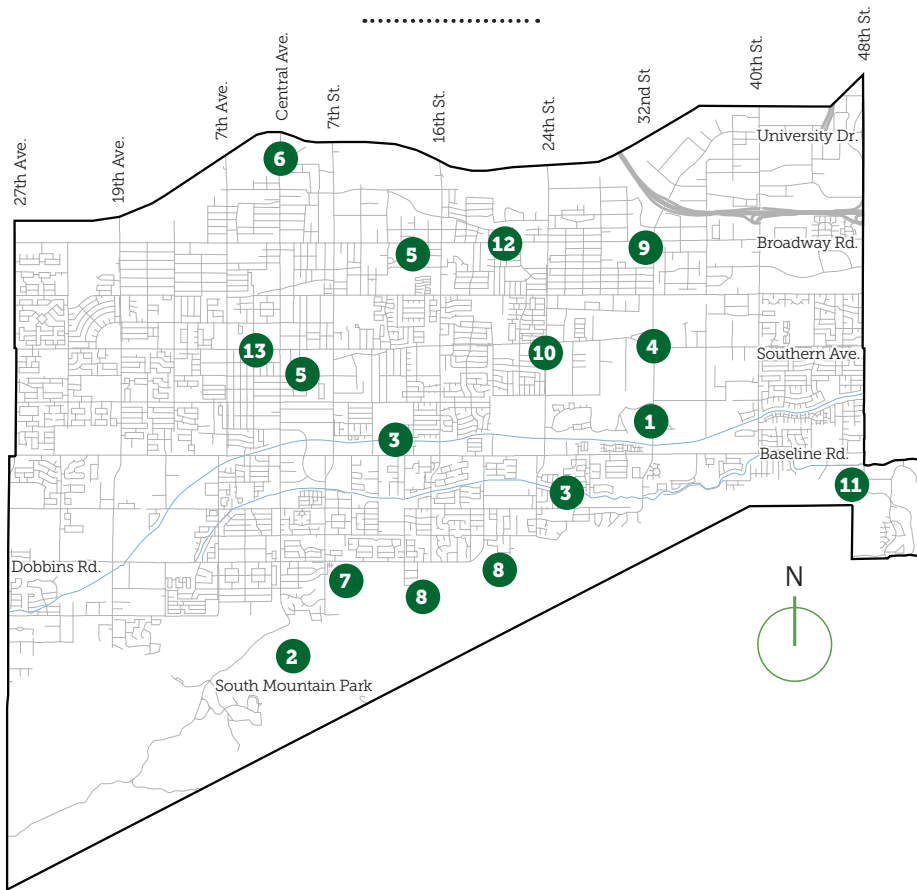 27th Ave.
19th Ave.
7th Ave.
Central Ave.
7th St.
16th St.
24th St.
32nd St
40th St.
48th St.
University Dr.
6
12
9
Broadway Rd.
5
13
10
4
Southern Ave.
5
1
3
Baseline Rd.
11
3
Dobbins Rd.
8
7
8
N
2
South Mountain Park